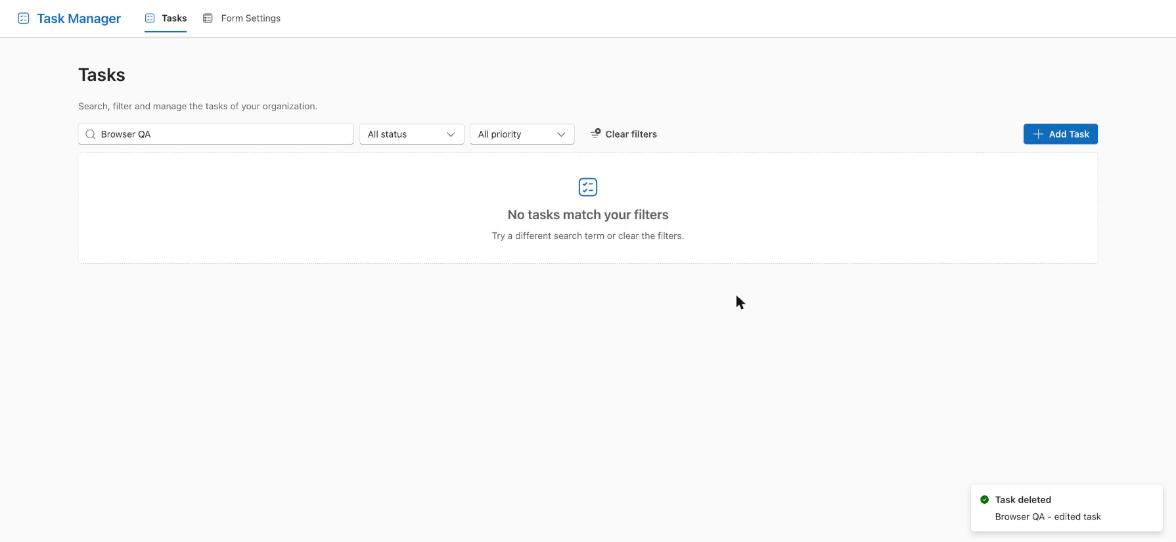 Task Manager
Tasks
Form Settings
Tasks
Search, filter and manage the tasks of your organization.
Browser QA
All status
All priority
Clear filters
Add Task
No tasks match your filters
Try a different search term or clear the filters.
Task deleted
Browser QA - edited task